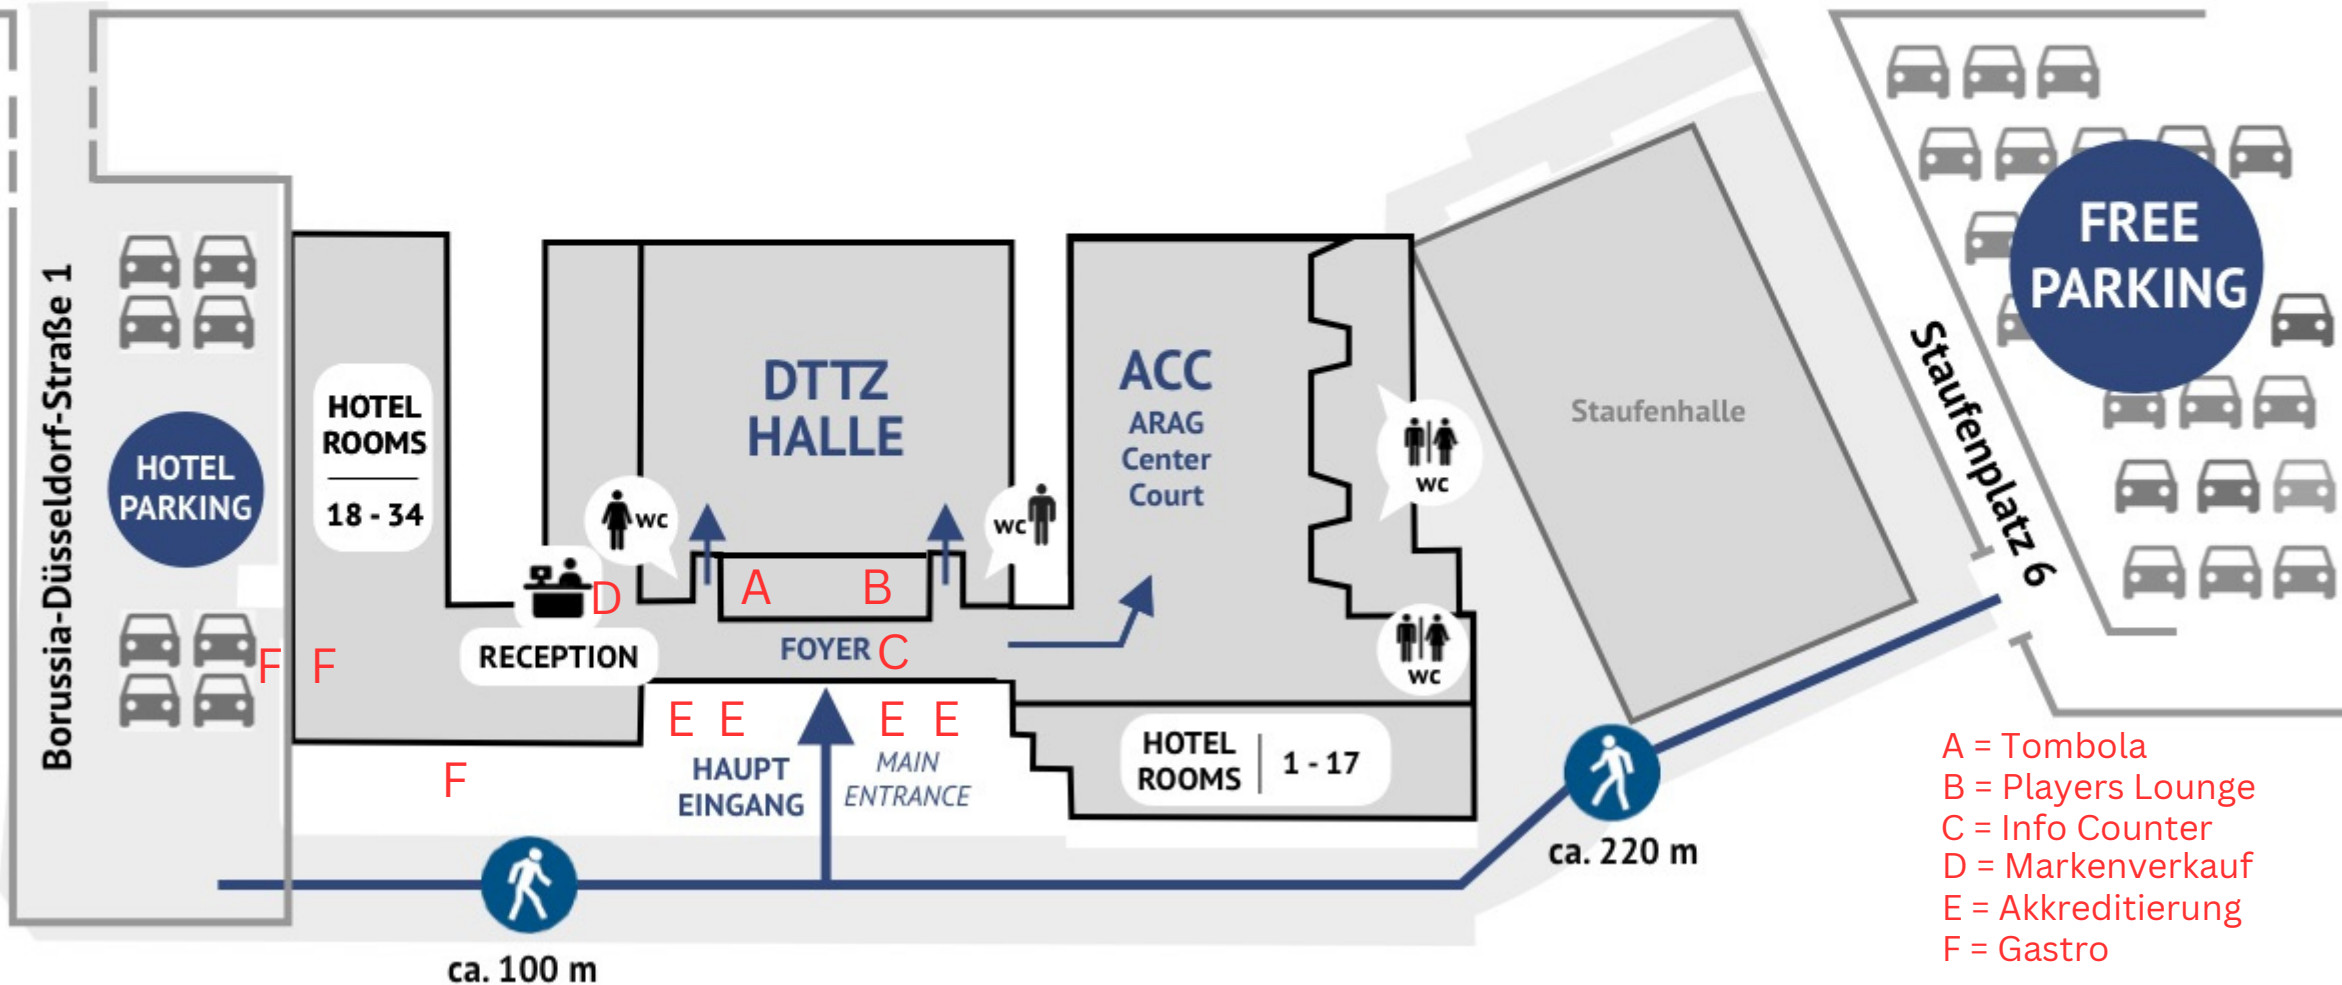 Borussia-Düsseldorf-Straße 1
HOTEL
PARKING
HOTEL
ROOMS
18 - 34
F
F
F
D
RECEPTION
wc
DTTZ
HALLE
A
B
FOYER
C
wc
E
E
E
E
HAUPT
EINGANG
MAIN
ENTRANCE
ACC
ARAG
Center
Court
wc
wc
HOTEL
ROOMS
1 - 17
Staufenhalle
Staufenplatz 6
FREE
PARKING
ca. 100 m
ca. 220 m
A = Tombola
B = Players Lounge
C = Info Counter
D = Markenverkauf
E = Akkreditierung
F = Gastro